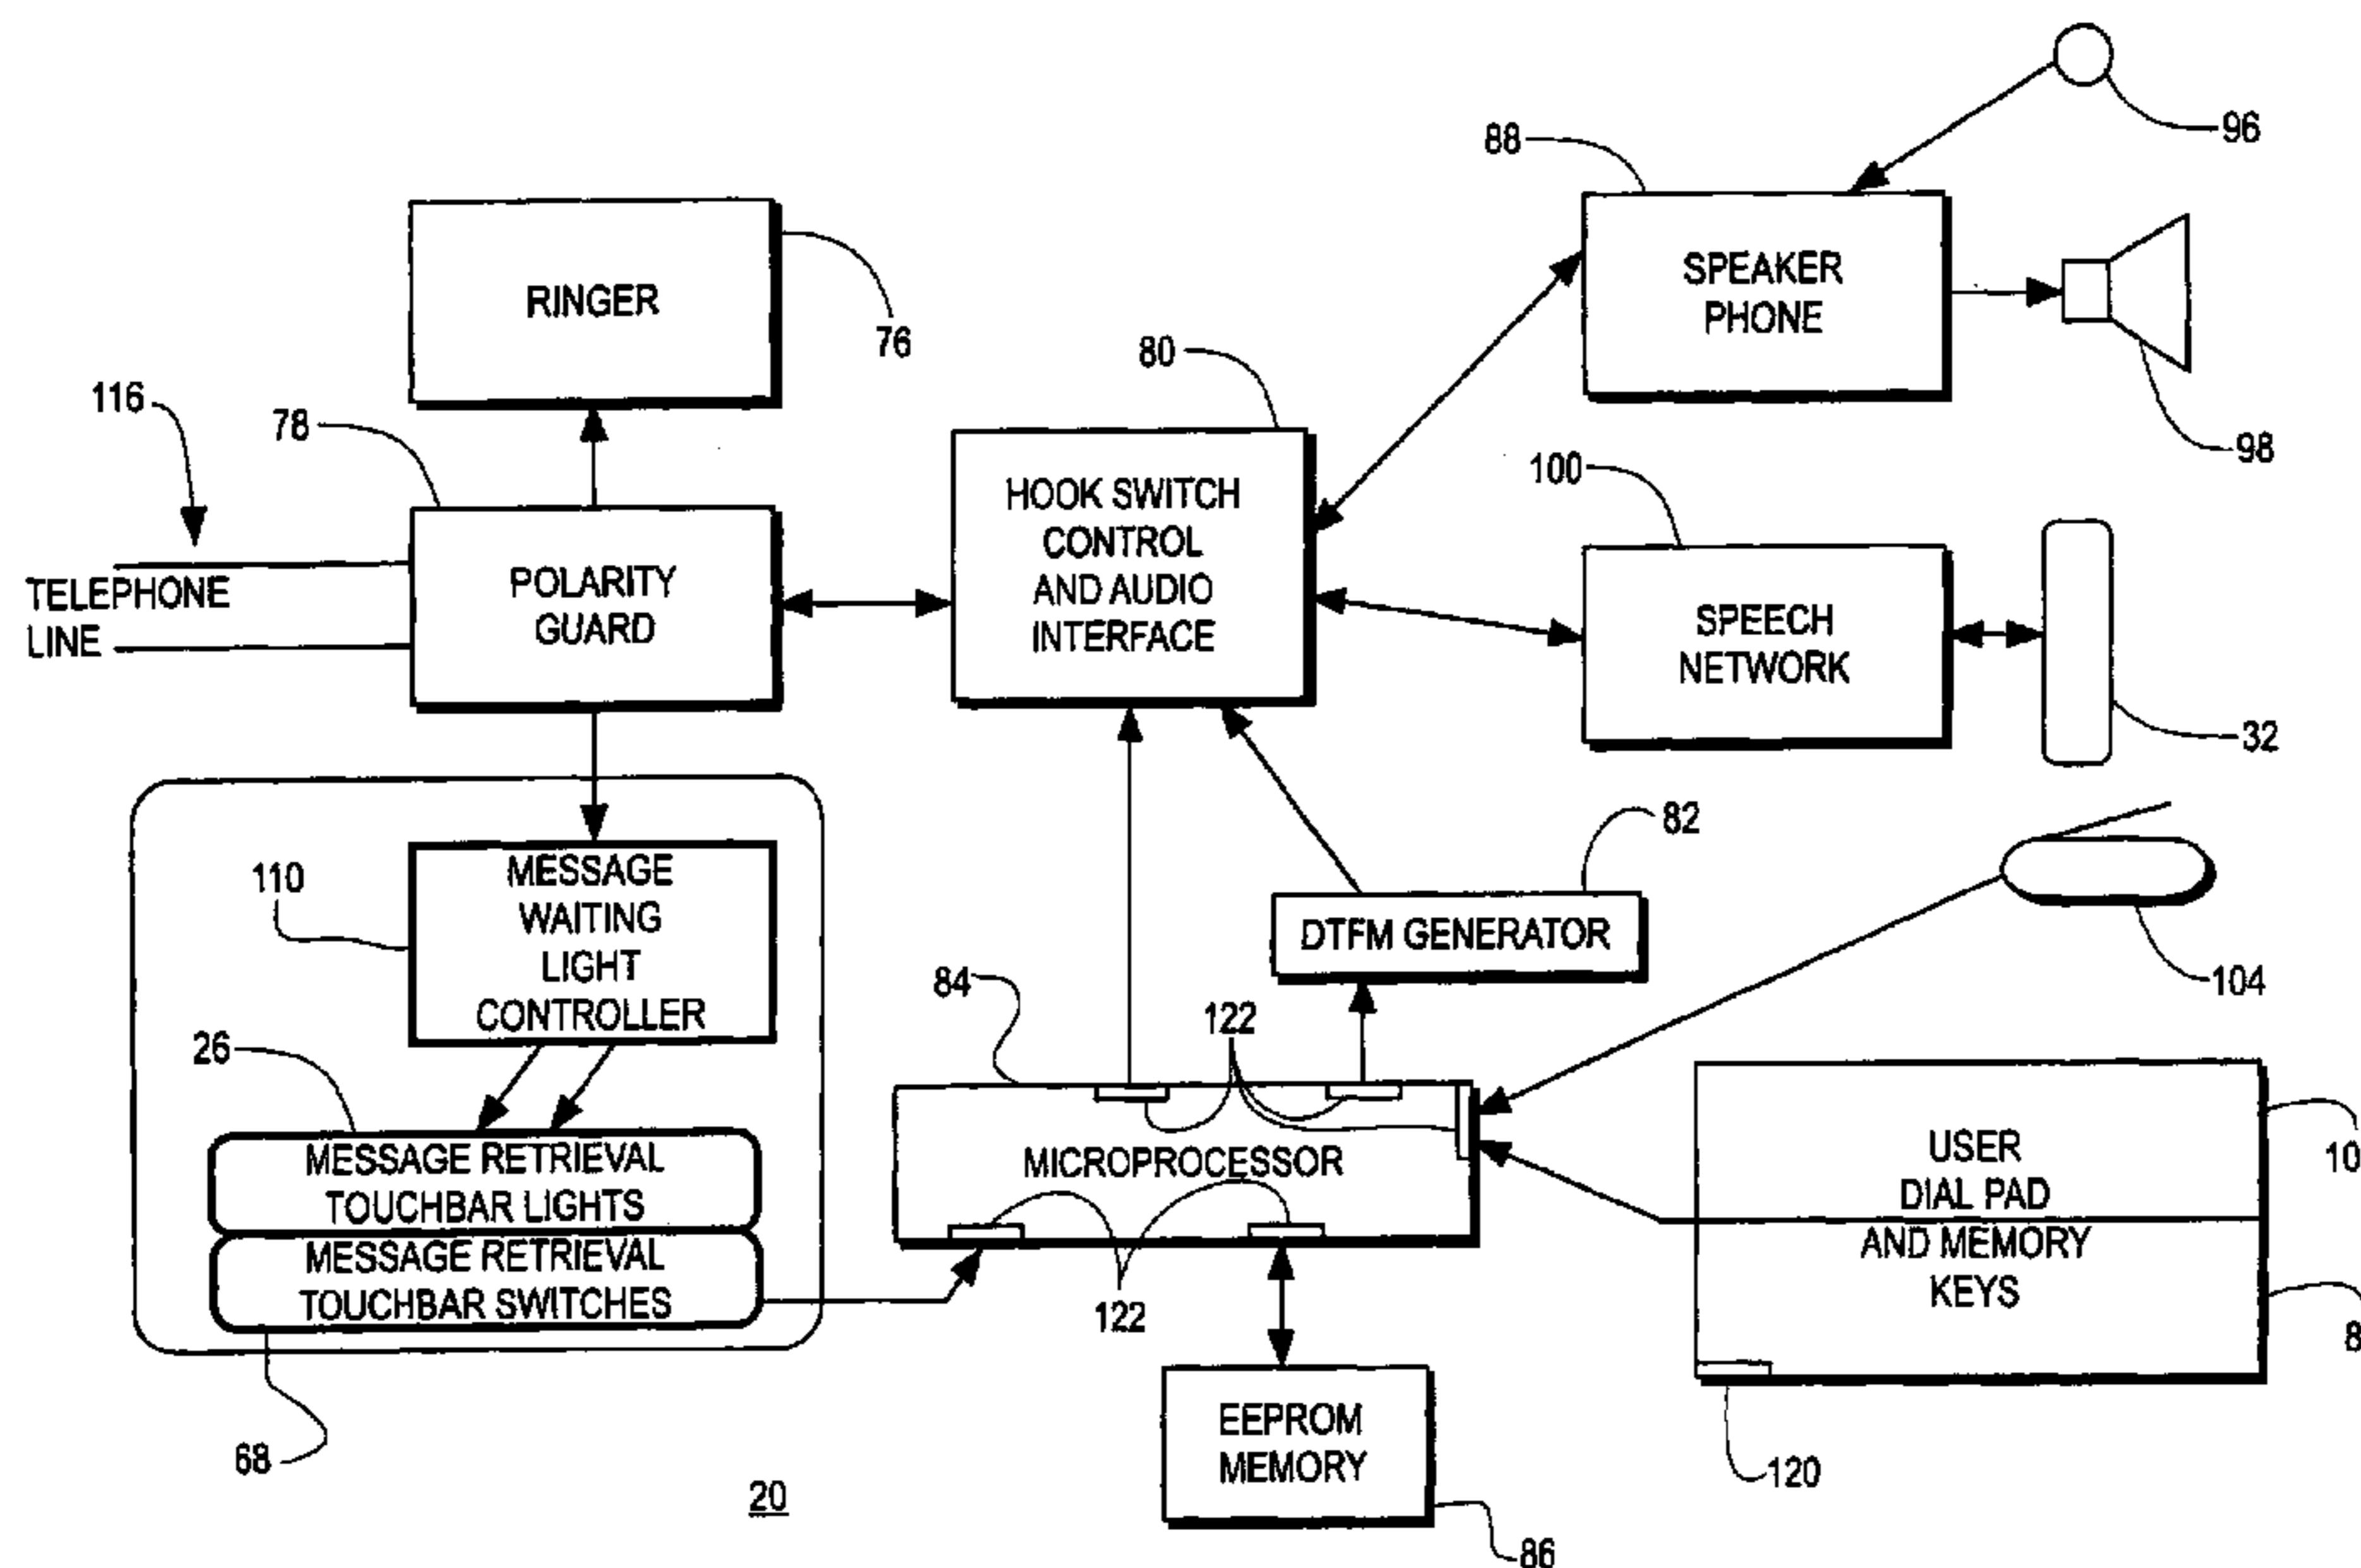 96
88
RINGER
SPEAKER
PHONE
76
80
116
78
98
100
HOOK SWITCH
CONTROL
AND AUDIO
INTERFACE
TELEPHONE
LINE
POLARITY
GUARD
SPEECH
NETWORK
32
82
110
MESSAGE
WAITING
LIGHT
CONTROLLER
DTFM GENERATOR
104
84
122
26
MESSAGE RETRIEVAL
TOUCHBAR LIGHTS
MICROPROCESSOR
USER
DIAL PAD
AND MEMORY
KEYS
10
MESSAGE RETRIEVAL
TOUCHBAR SWITCHES
122
8
68
EEPROM
MEMORY
120
20
86